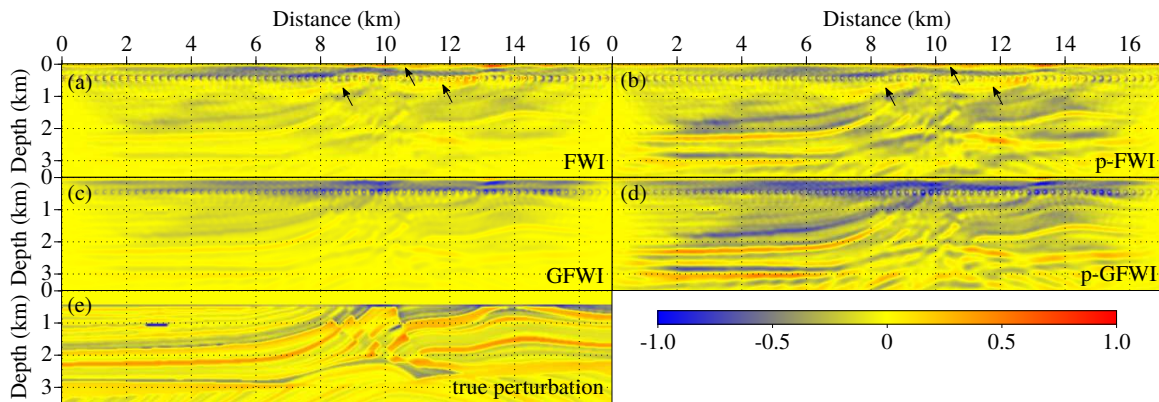 Distance (km)
Distance (km)
0 2 4 6 8 10 12 14 16
0 2 4 6 8 10 12 14 16
Depth (km)
0
1
2
3
(a)
FWI
(b)
p-FWI
Depth (km)
0
1
2
3
(c)
GFWI
(d)
p-GFWI
Depth (km)
0
1
2
3
(e)
true perturbation
-1.0 -0.5 0 0.5 1.0